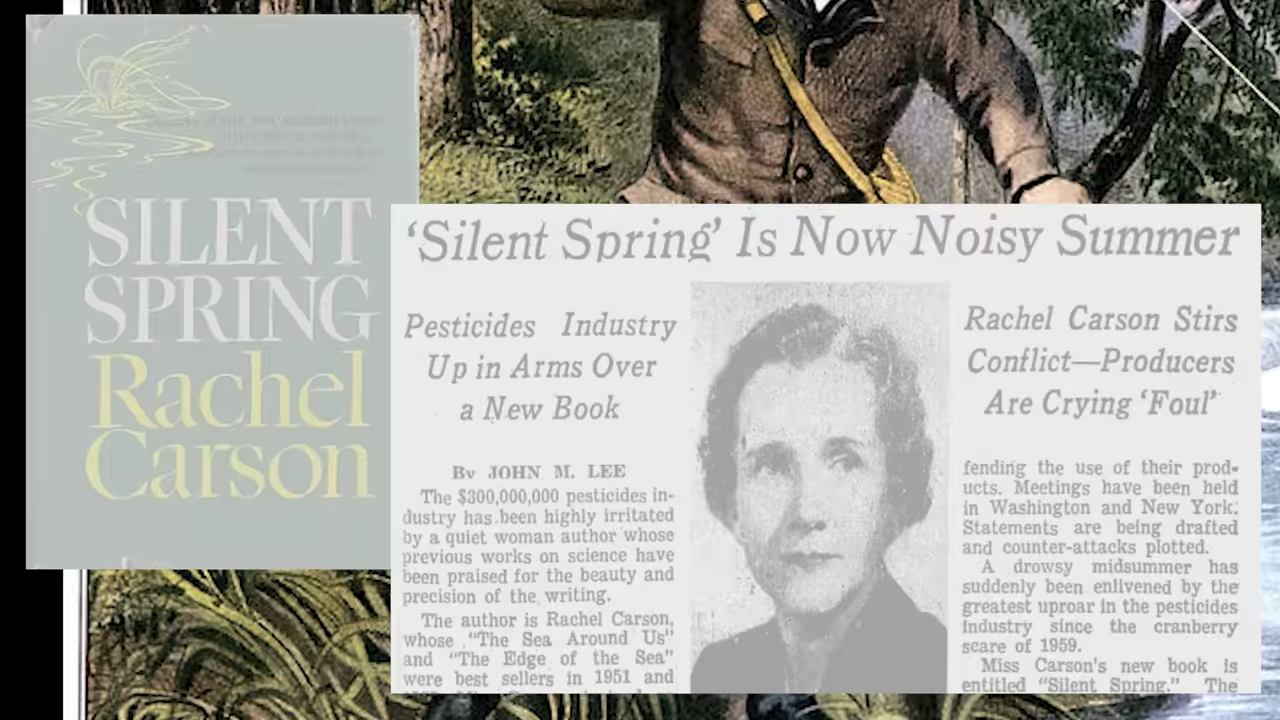 SILENT
SPRING
Rachel
Carson
‘Silent Spring’ Is Now Noisy Summer
Pesticides Industry
Up in Arms Over
a New Book
By JOHN M. LEE
The $300,000,000 pesticides in-
dustry has been highly irritated
by a quiet woman author whose
previous works on science have
been praised for the beauty and
precision of the writing.
The author is Rachel Carson,
whose "The Sea Around Us"
and "The Edge of the Sea"
were best sellers in 1951 and
Rachel Carson Stirs
Conflict—Producers
Are Crying ‘Foul’
fending the use of their prod-
ucts. Meetings have been held
in Washington and New York.
Statements are being drafted
and counter-attacks plotted.
A drowsy midsummer has
suddenly been enlivened by the
greatest uproar in the pesticides
industry since the cranberry
scare of 1959.
Miss Carson's new book is
entitled "Silent Spring." The